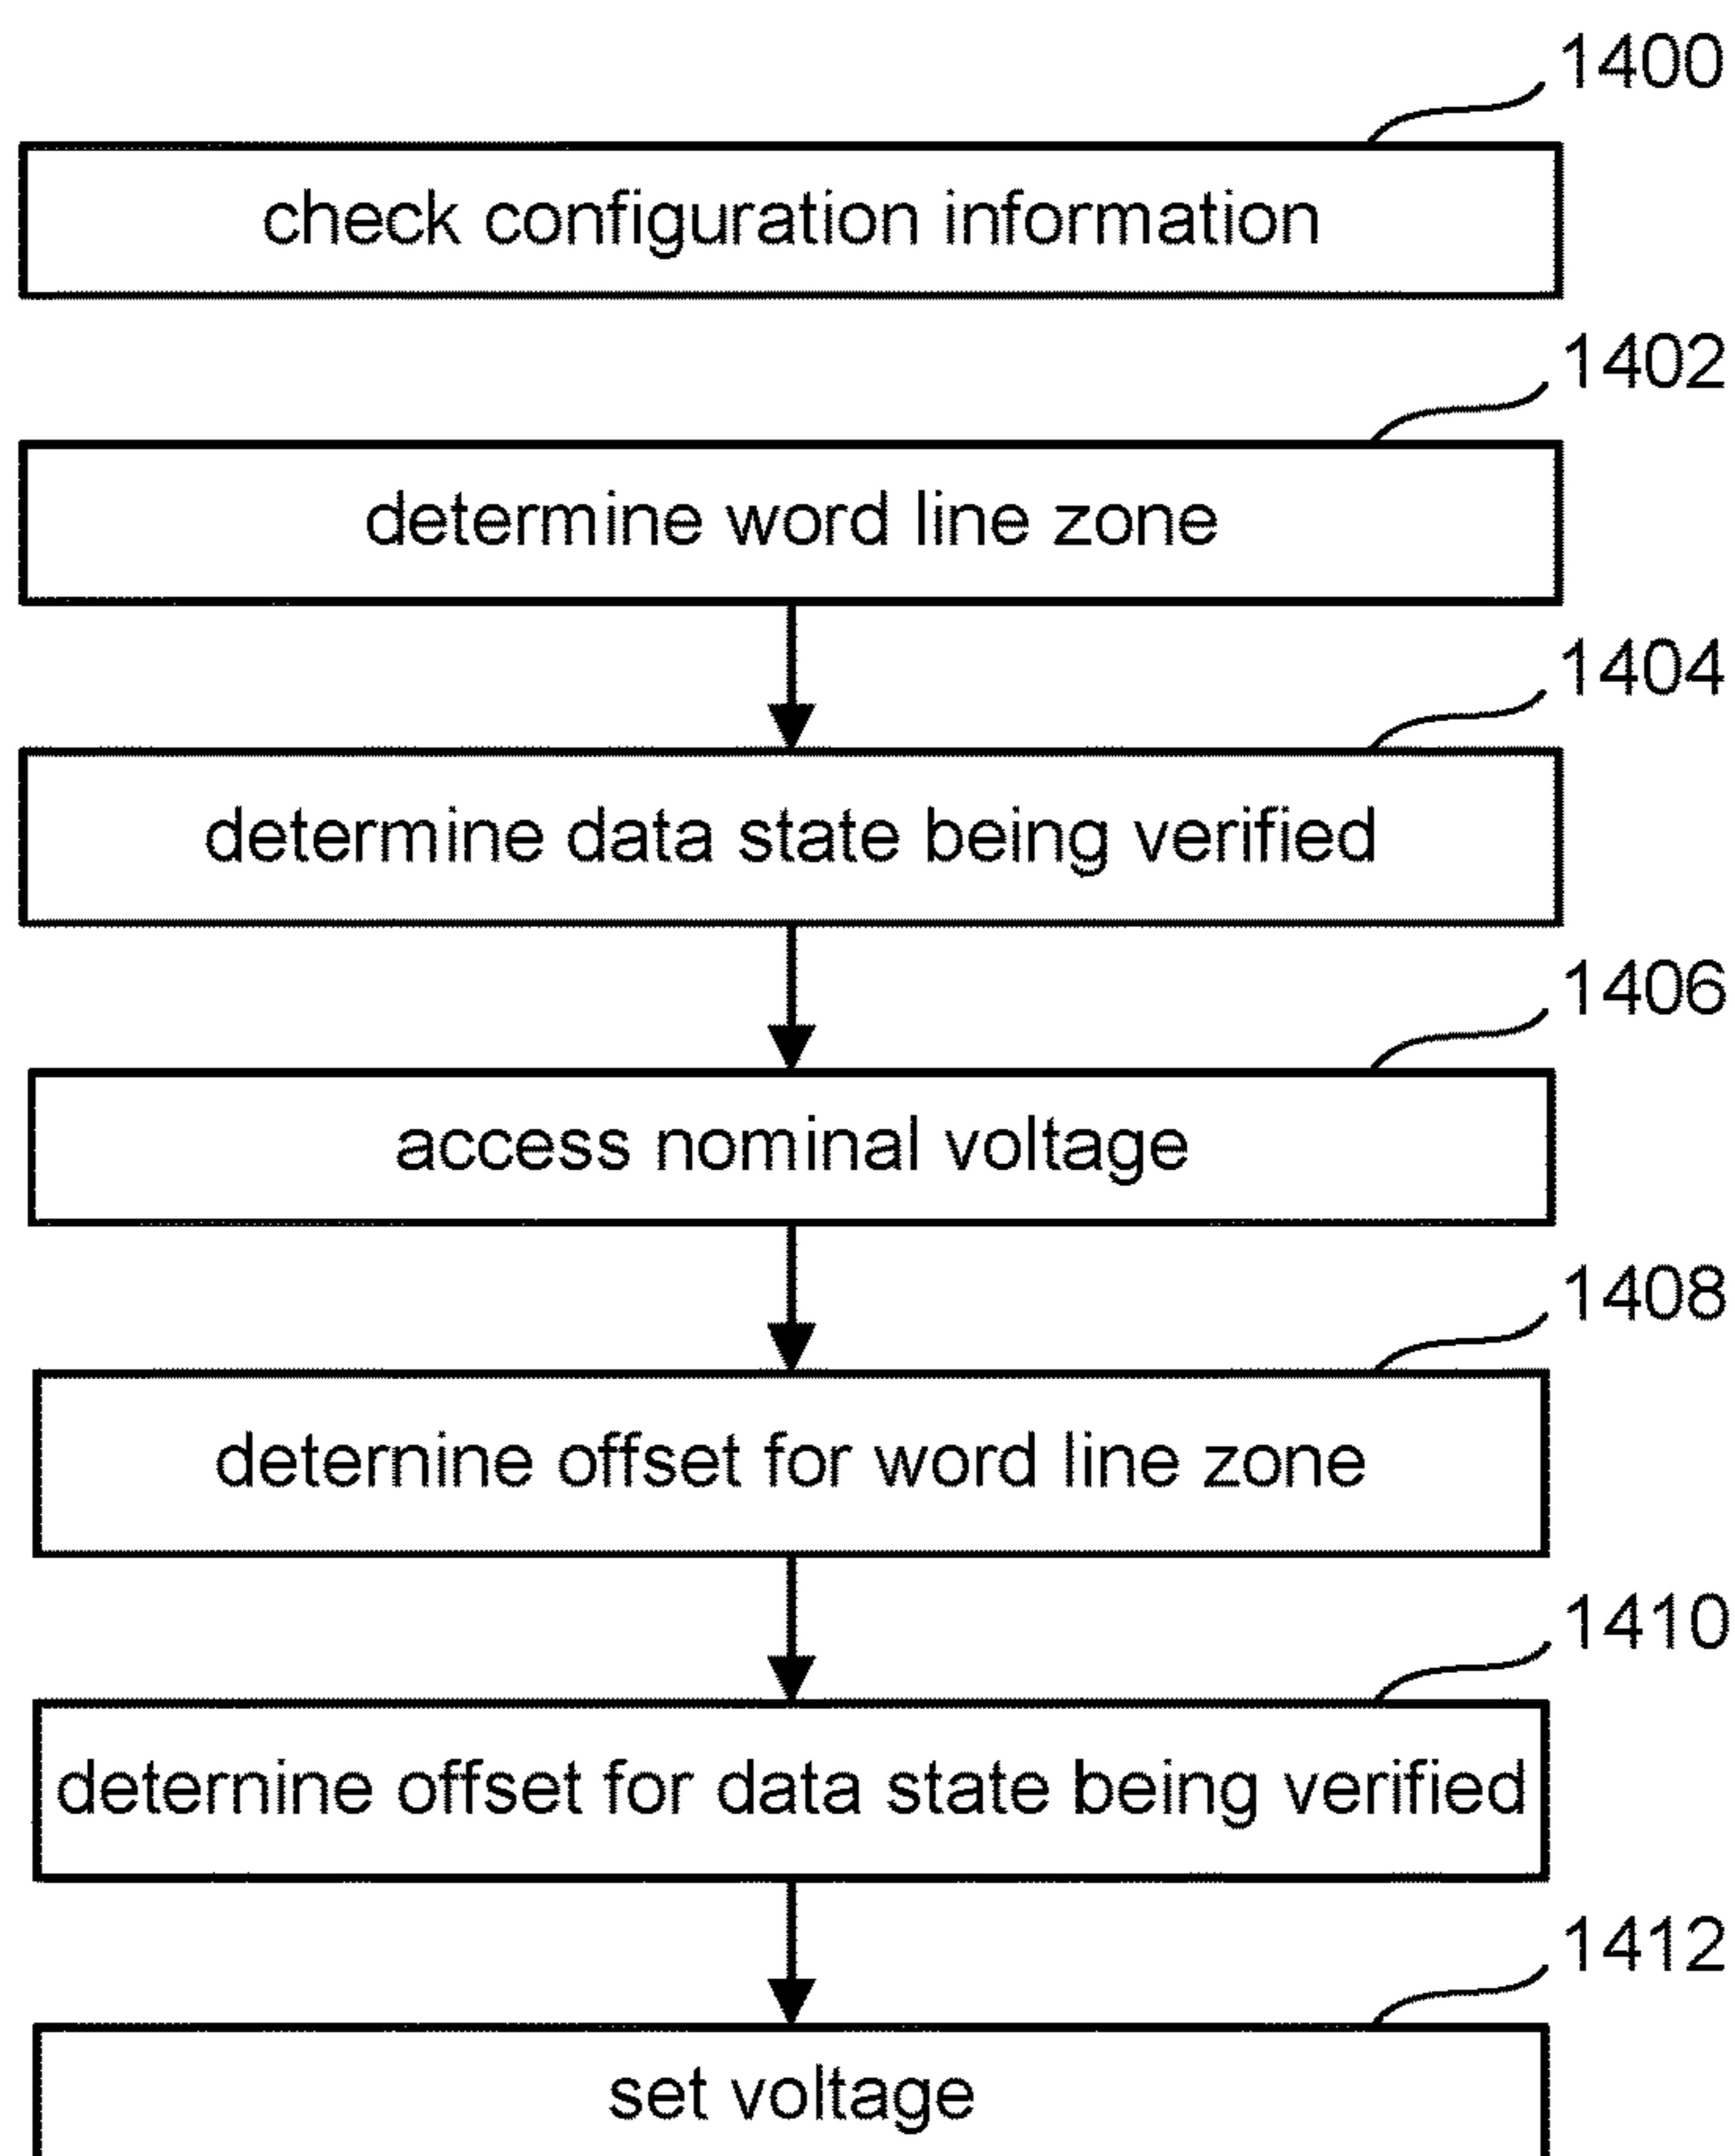 1400
check configuration information
1402
determine word line zone
1404
determine data state being verified
1406
access nominal voltage
1408
deternine offset for word line zone
1410
deternine offset for data state being verified
1412
set voltage